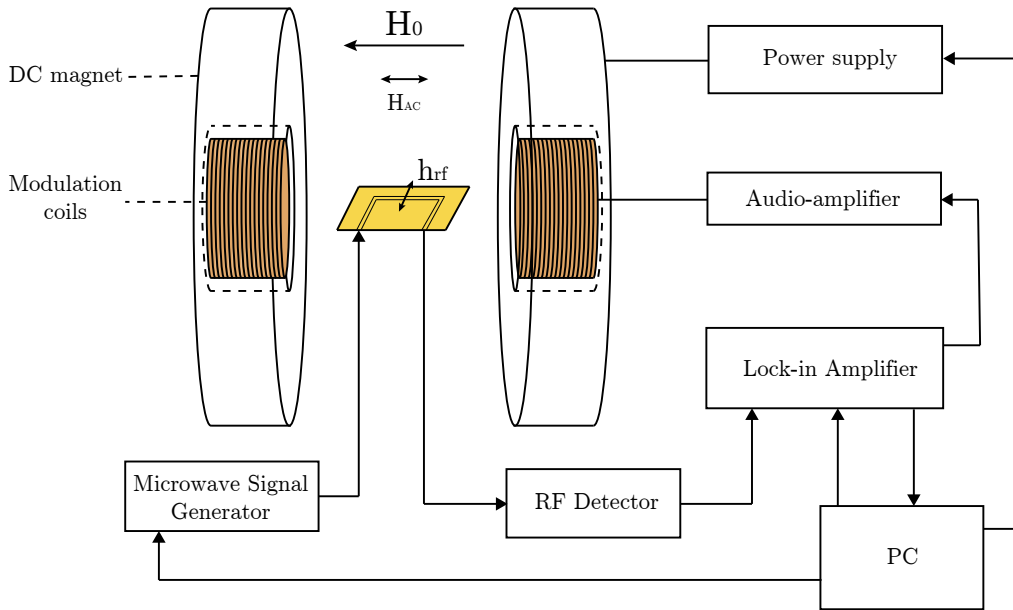 H0
DC magnet
HAC
Power supply
hrf
Modulation
coils
Audio-amplifier
Lock-in Amplifier
Microwave Signal
Generator
RF Detector
PC